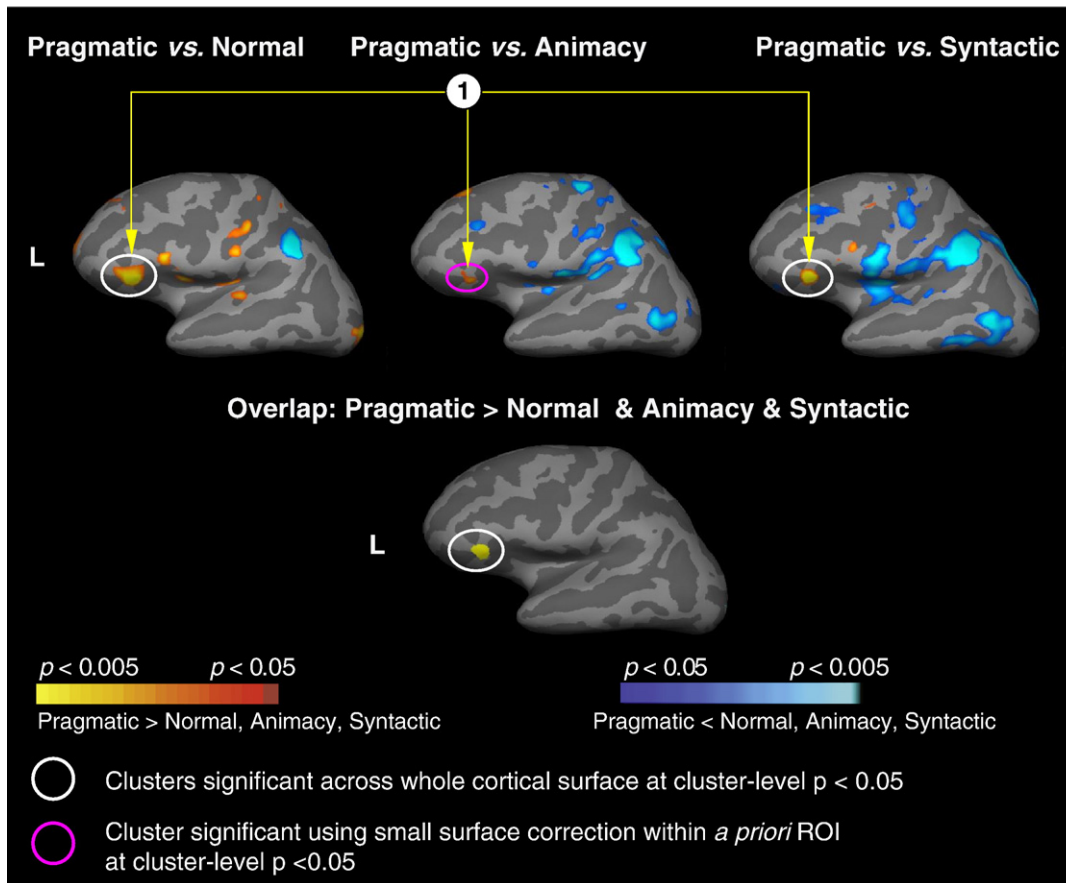 Pragmatic vs. Normal
Pragmatic vs. Animacy
Pragmatic vs. Syntactic
1
L
Overlap: Pragmatic > Normal & Animacy & Syntactic
L
p < 0.005 p < 0.05
Pragmatic > Normal, Animacy, Syntactic
p < 0.05 p < 0.005
Pragmatic < Normal, Animacy, Syntactic
Clusters significant across whole cortical surface at cluster-level p < 0.05
Cluster significant using small surface correction within a priori ROI
at cluster-level p <0.05